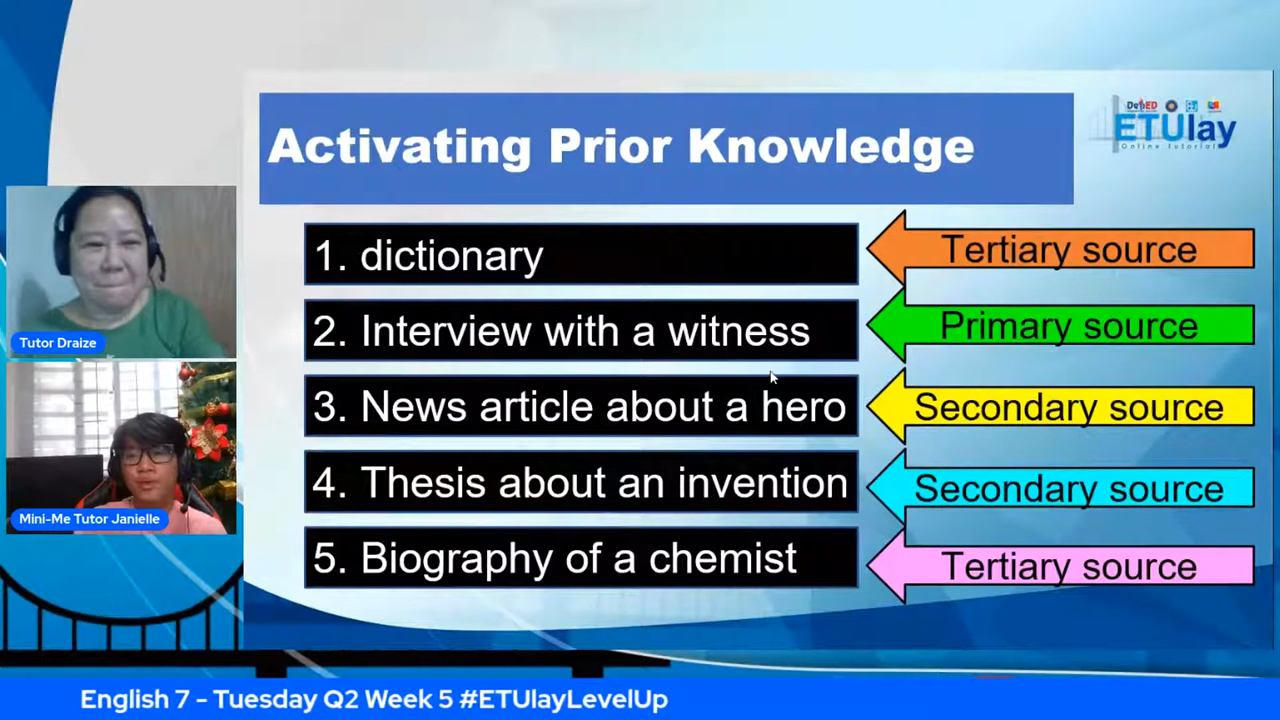 Activating Prior Knowledge
DepED
ETUlay
Online Tutorial
1. dictionary
Tertiary source
2. Interview with a witness
Primary source
3. News article about a hero
Secondary source
4. Thesis about an invention
Secondary source
5. Biography of a chemist
Tertiary source
Tutor Draize
Mini-Me Tutor Janielle
English 7 - Tuesday Q2 Week 5 #ETUlayLevelUp